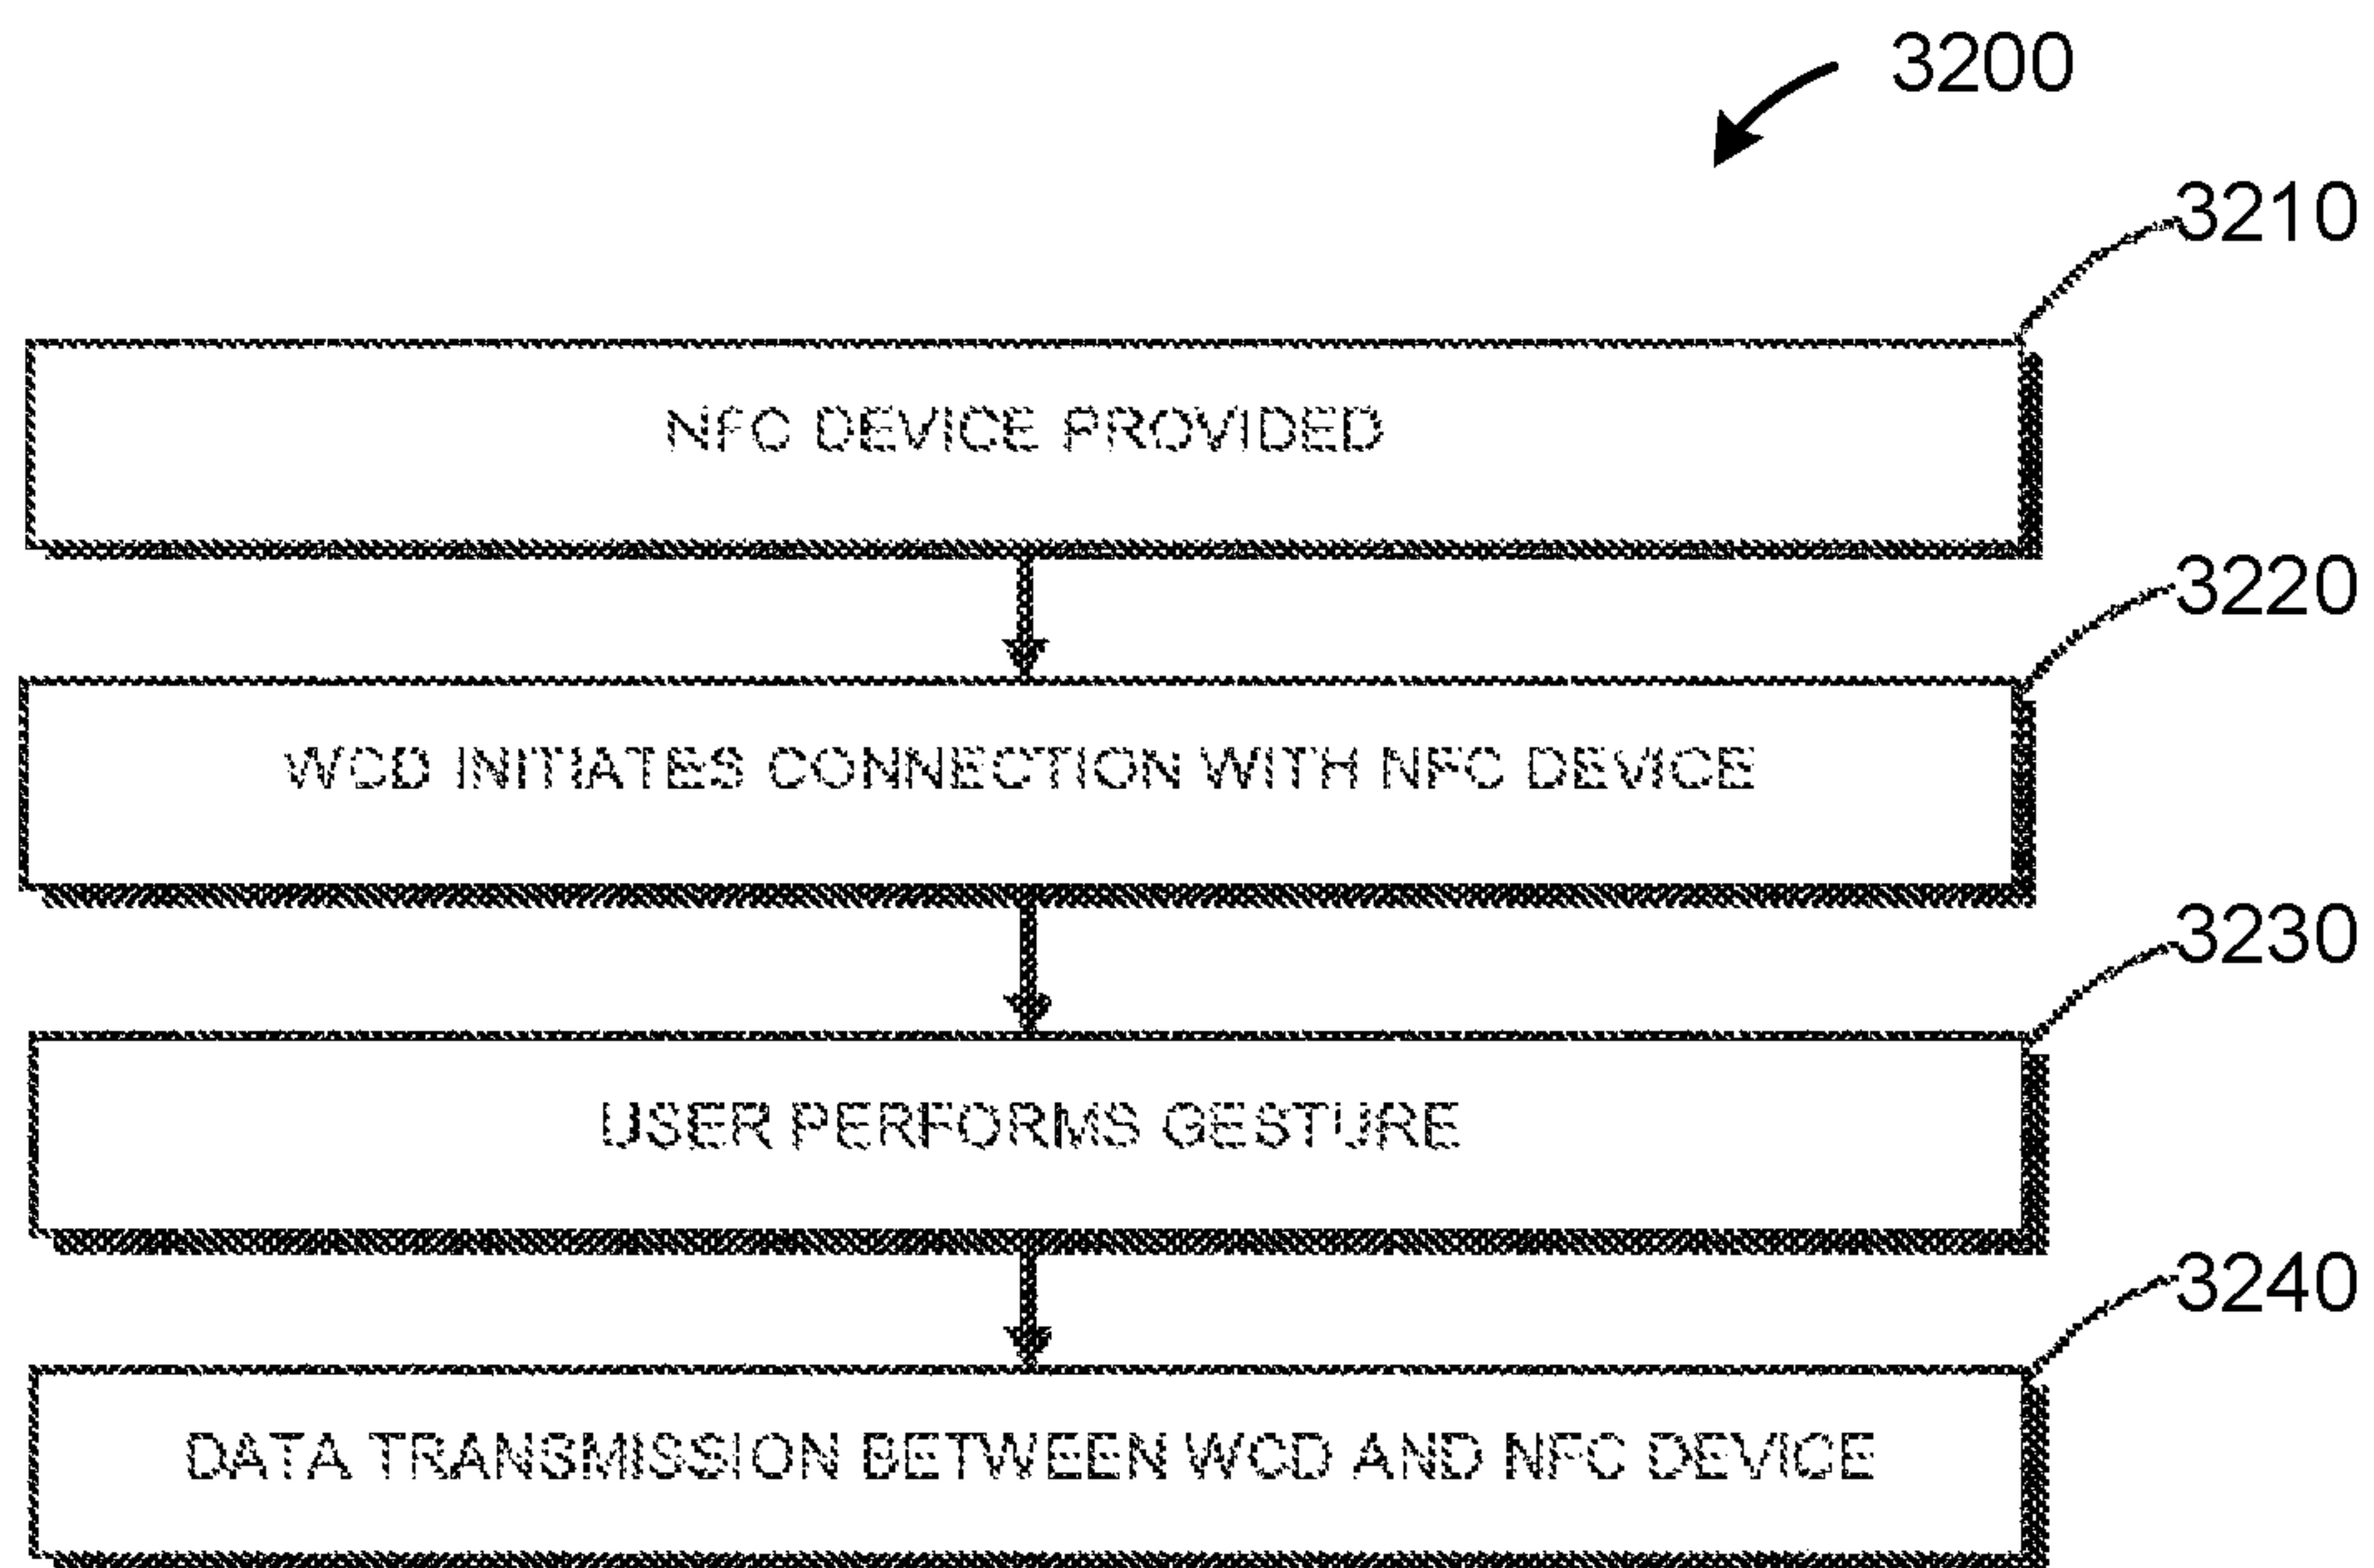 3200
3210
NFC DEVICE PROVIDED
3220
WCD INITIATES CONNECTION WITH NFC DEVICE
3230
USER PERFORMS GESTURE
3240
DATA TRANSMISSION BETWEEN WCD AND NFC DEVICE